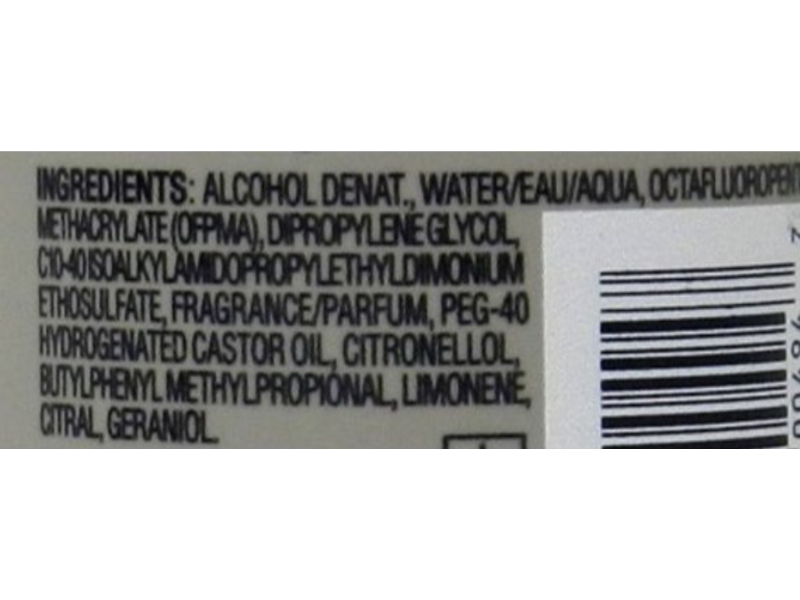 INGREDIENTS: ALCOHOL DENAT., WATER/EAU/AQUA, OCTAFLUOROPENT
METHACRYLATE (OFPMA), DIPROPYLENE GLYCOL,
C10-40 ISOALKYLAMIDOPROPYLETHYLDIMONIUM
ETHOSULFATE, FRAGRANCE/PARFUM, PEG-40
HYDROGENATED CASTOR OIL, CITRONELLOL,
BUTYLPHENYL METHYLPROPIONAL, LIMONENE,
CITRAL, GERANIOL.